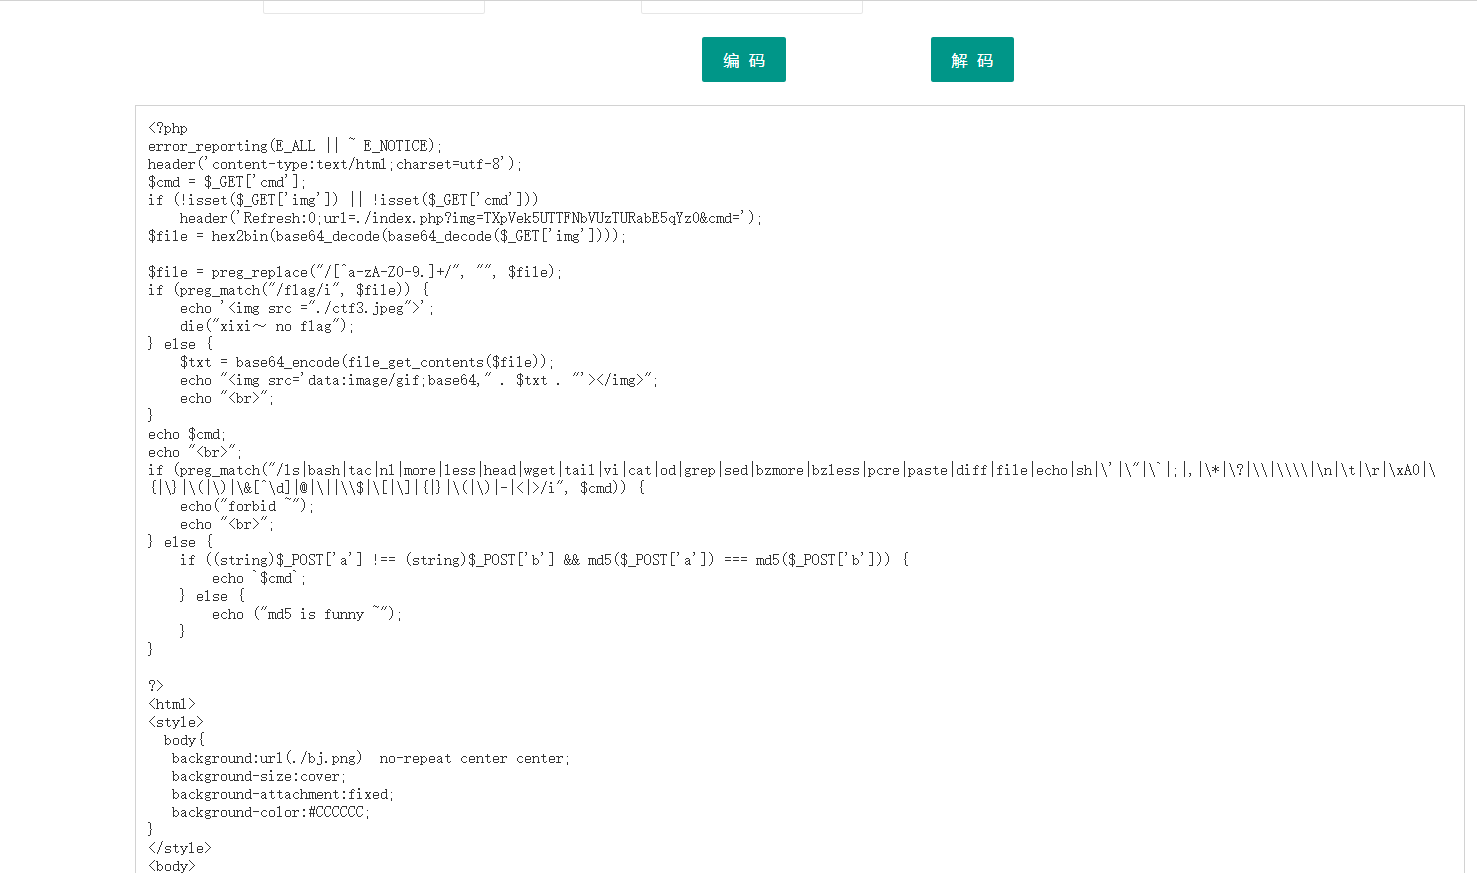 编 码
解 码
<?php
error_reporting(E_ALL || ~ E_NOTICE);
header('content-type:text/html;charset=utf-8');
$cmd = $_GET['cmd'];
if (!isset($_GET['img']) || !isset($_GET['cmd']))
    header('Refresh:0;url=./index.php?img=TXpVek5UTTFNbVUzTURabE5qYz0&cmd=');
$file = hex2bin(base64_decode(base64_decode($_GET['img'])));
$file = preg_replace("/[^a-zA-Z0-9.]+/", "", $file);
if (preg_match("/flag/i", $file)) {
    echo '<img src ="./ctf3.jpeg">';
    die("xixi～ no flag");
} else {
    $txt = base64_encode(file_get_contents($file));
    echo "<img src='data:image/gif;base64," . $txt . "'></img>";
    echo "<br>";
}
echo $cmd;
echo "<br>";
if (preg_match("/ls|bash|tac|nl|more|less|head|wget|tail|vi|cat|od|grep|sed|bzmore|bzless|pcre|paste|diff|file|echo|sh|\'|\"|\`|;|,|\*|\?|\\|\\\\|\n|\t|\r|\xA0|\
{|\}|\(|\)|\&[^\d]|@|\||\\$|\[|\]|{|}|\(|\)|-|<|>/i", $cmd)) {
    echo("forbid ~");
    echo "<br>";
} else {
    if ((string)$_POST['a'] !== (string)$_POST['b'] && md5($_POST['a']) === md5($_POST['b'])) {
        echo `$cmd`;
    } else {
        echo ("md5 is funny ~");
    }
}
?>
<html>
<style>
  body{
   background:url(./bj.png)  no-repeat center center;
   background-size:cover;
   background-attachment:fixed;
   background-color:#CCCCCC;
}
</style>
<body>